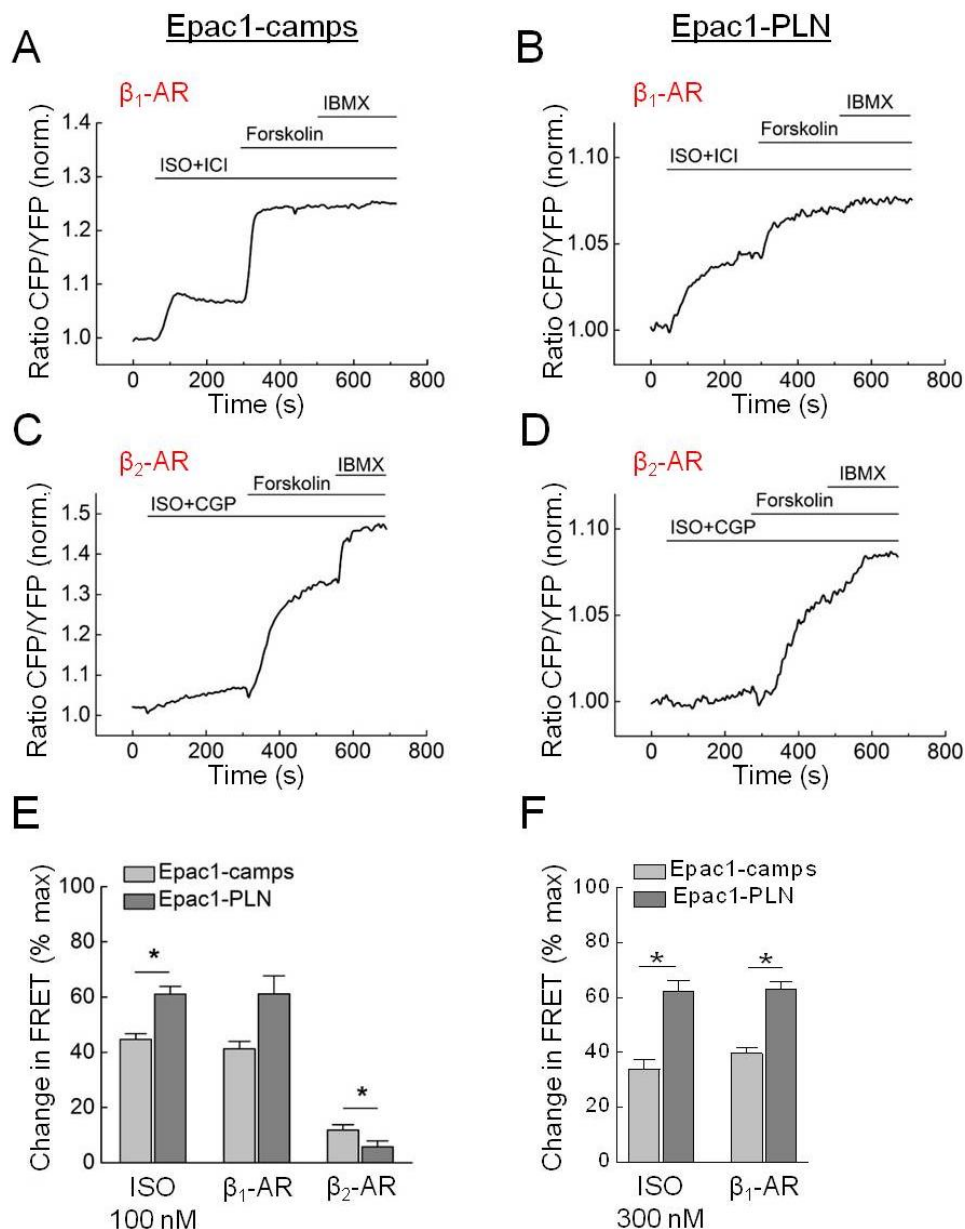 Epac1-camps
Epac1-PLN
A
β1-AR
IBMX
Forskolin
ISO+ICI
Ratio CFP/YFP (norm.)
1.4
1.3
1.2
1.1
1.0
0 200 400 600 800
Time (s)
B
β1-AR
IBMX
Forskolin
ISO+ICI
Ratio CFP/YFP (norm.)
1.10
1.05
1.00
0 200 400 600 800
Time (s)
C
β2-AR
IBMX
Forskolin
ISO+CGP
Ratio CFP/YFP (norm.)
1.5
1.4
1.3
1.2
1.1
1.0
0 200 400 600 800
Time (s)
D
β2-AR
IBMX
Forskolin
ISO+CGP
Ratio CFP/YFP (norm.)
1.10
1.05
1.00
0 200 400 600 800
Time (s)
E
Epac1-camps
Epac1-PLN
Change in FRET (% max)
100
80
60
40
20
0
* *
ISO β1-AR β2-AR
100 nM
F
Epac1-camps
Epac1-PLN
Change in FRET (% max)
100
80
60
40
20
0
* *
ISO β1-AR
300 nM